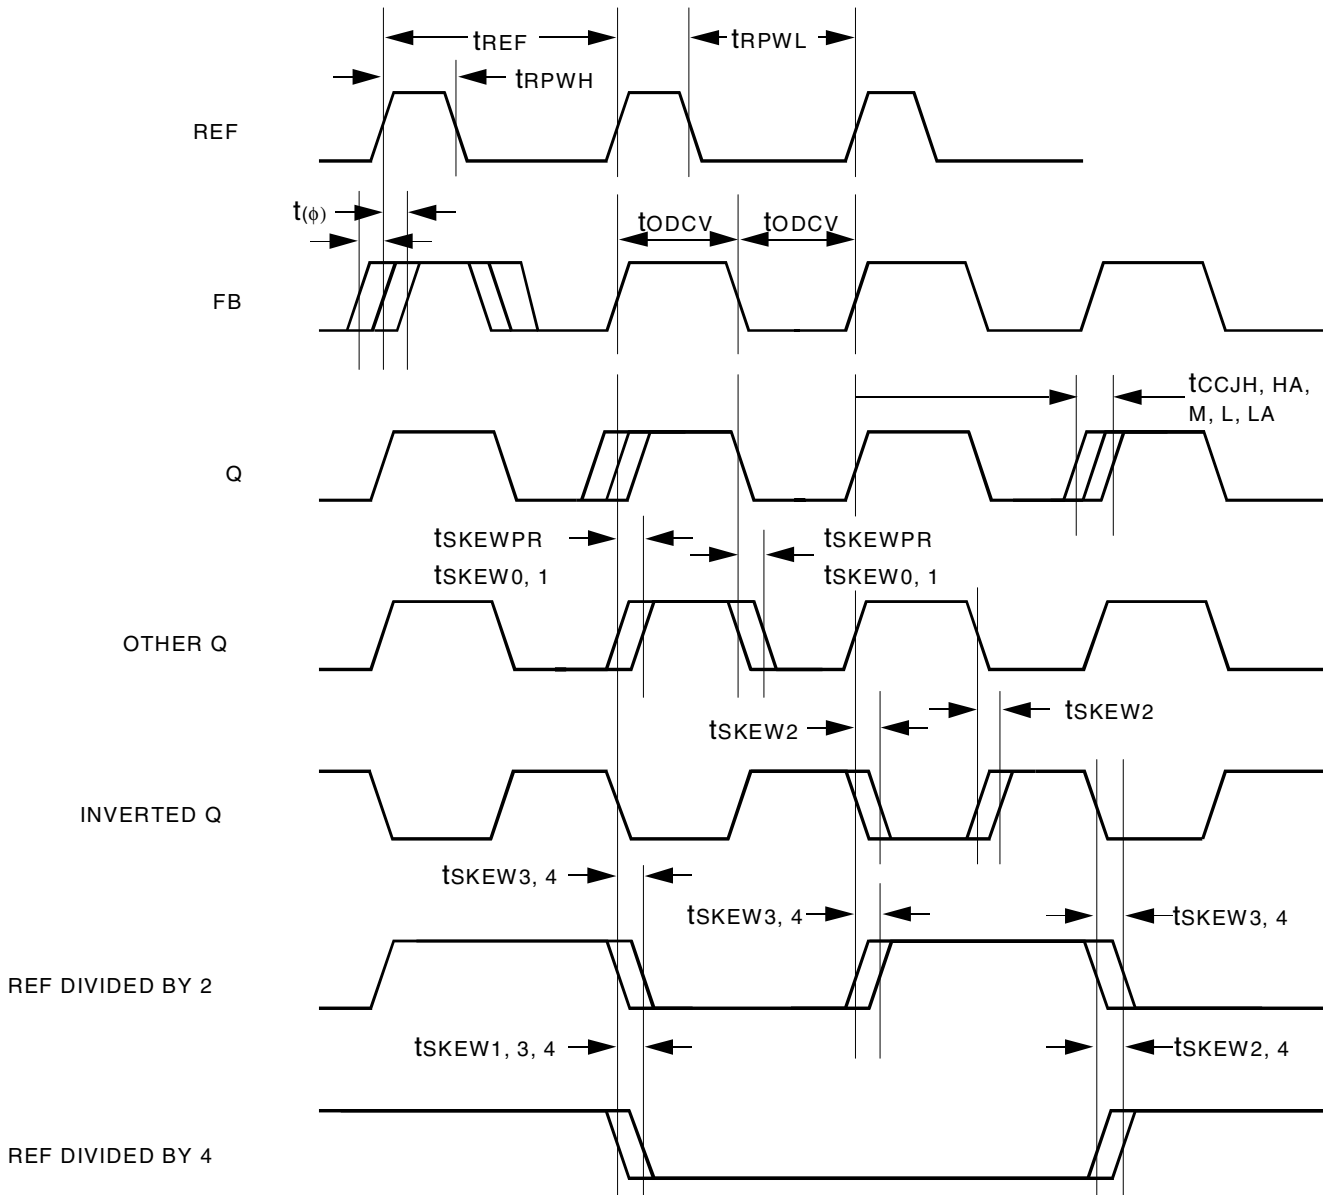 tREF
tRPWL
tRPWH
REF
t(ϕ)
tODCV
tODCV
FB
tCCJH, HA,
M, L, LA
Q
tSKEWPR
tSKEW0, 1
tSKEWPR
tSKEW0, 1
OTHER Q
tSKEW2
tSKEW2
INVERTED Q
tSKEW3, 4
tSKEW3, 4
tSKEW3, 4
REF DIVIDED BY 2
tSKEW1, 3, 4
tSKEW2, 4
REF DIVIDED BY 4